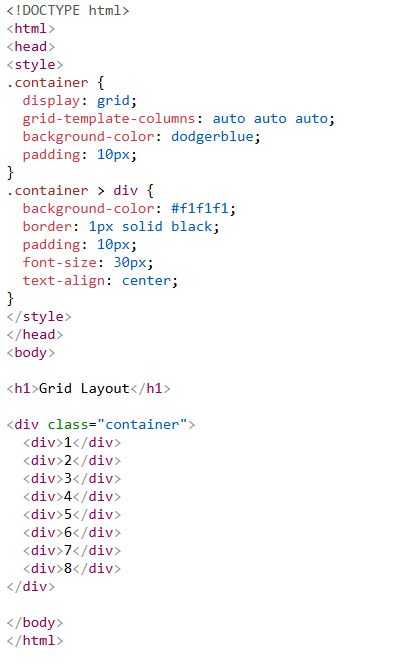 <!DOCTYPE html>
<html>
<head>
<style>
.container {
  display: grid;
  grid-template-columns: auto auto auto;
  background-color: dodgerblue;
  padding: 10px;
}
.container > div {
  background-color: #f1f1f1;
  border: 1px solid black;
  padding: 10px;
  font-size: 30px;
  text-align: center;
}
</style>
</head>
<body>

<h1>Grid Layout</h1>

<div class="container">
  <div>1</div>
  <div>2</div>
  <div>3</div>
  <div>4</div>
  <div>5</div>
  <div>6</div>
  <div>7</div>
  <div>8</div>
</div>

</body>
</html>